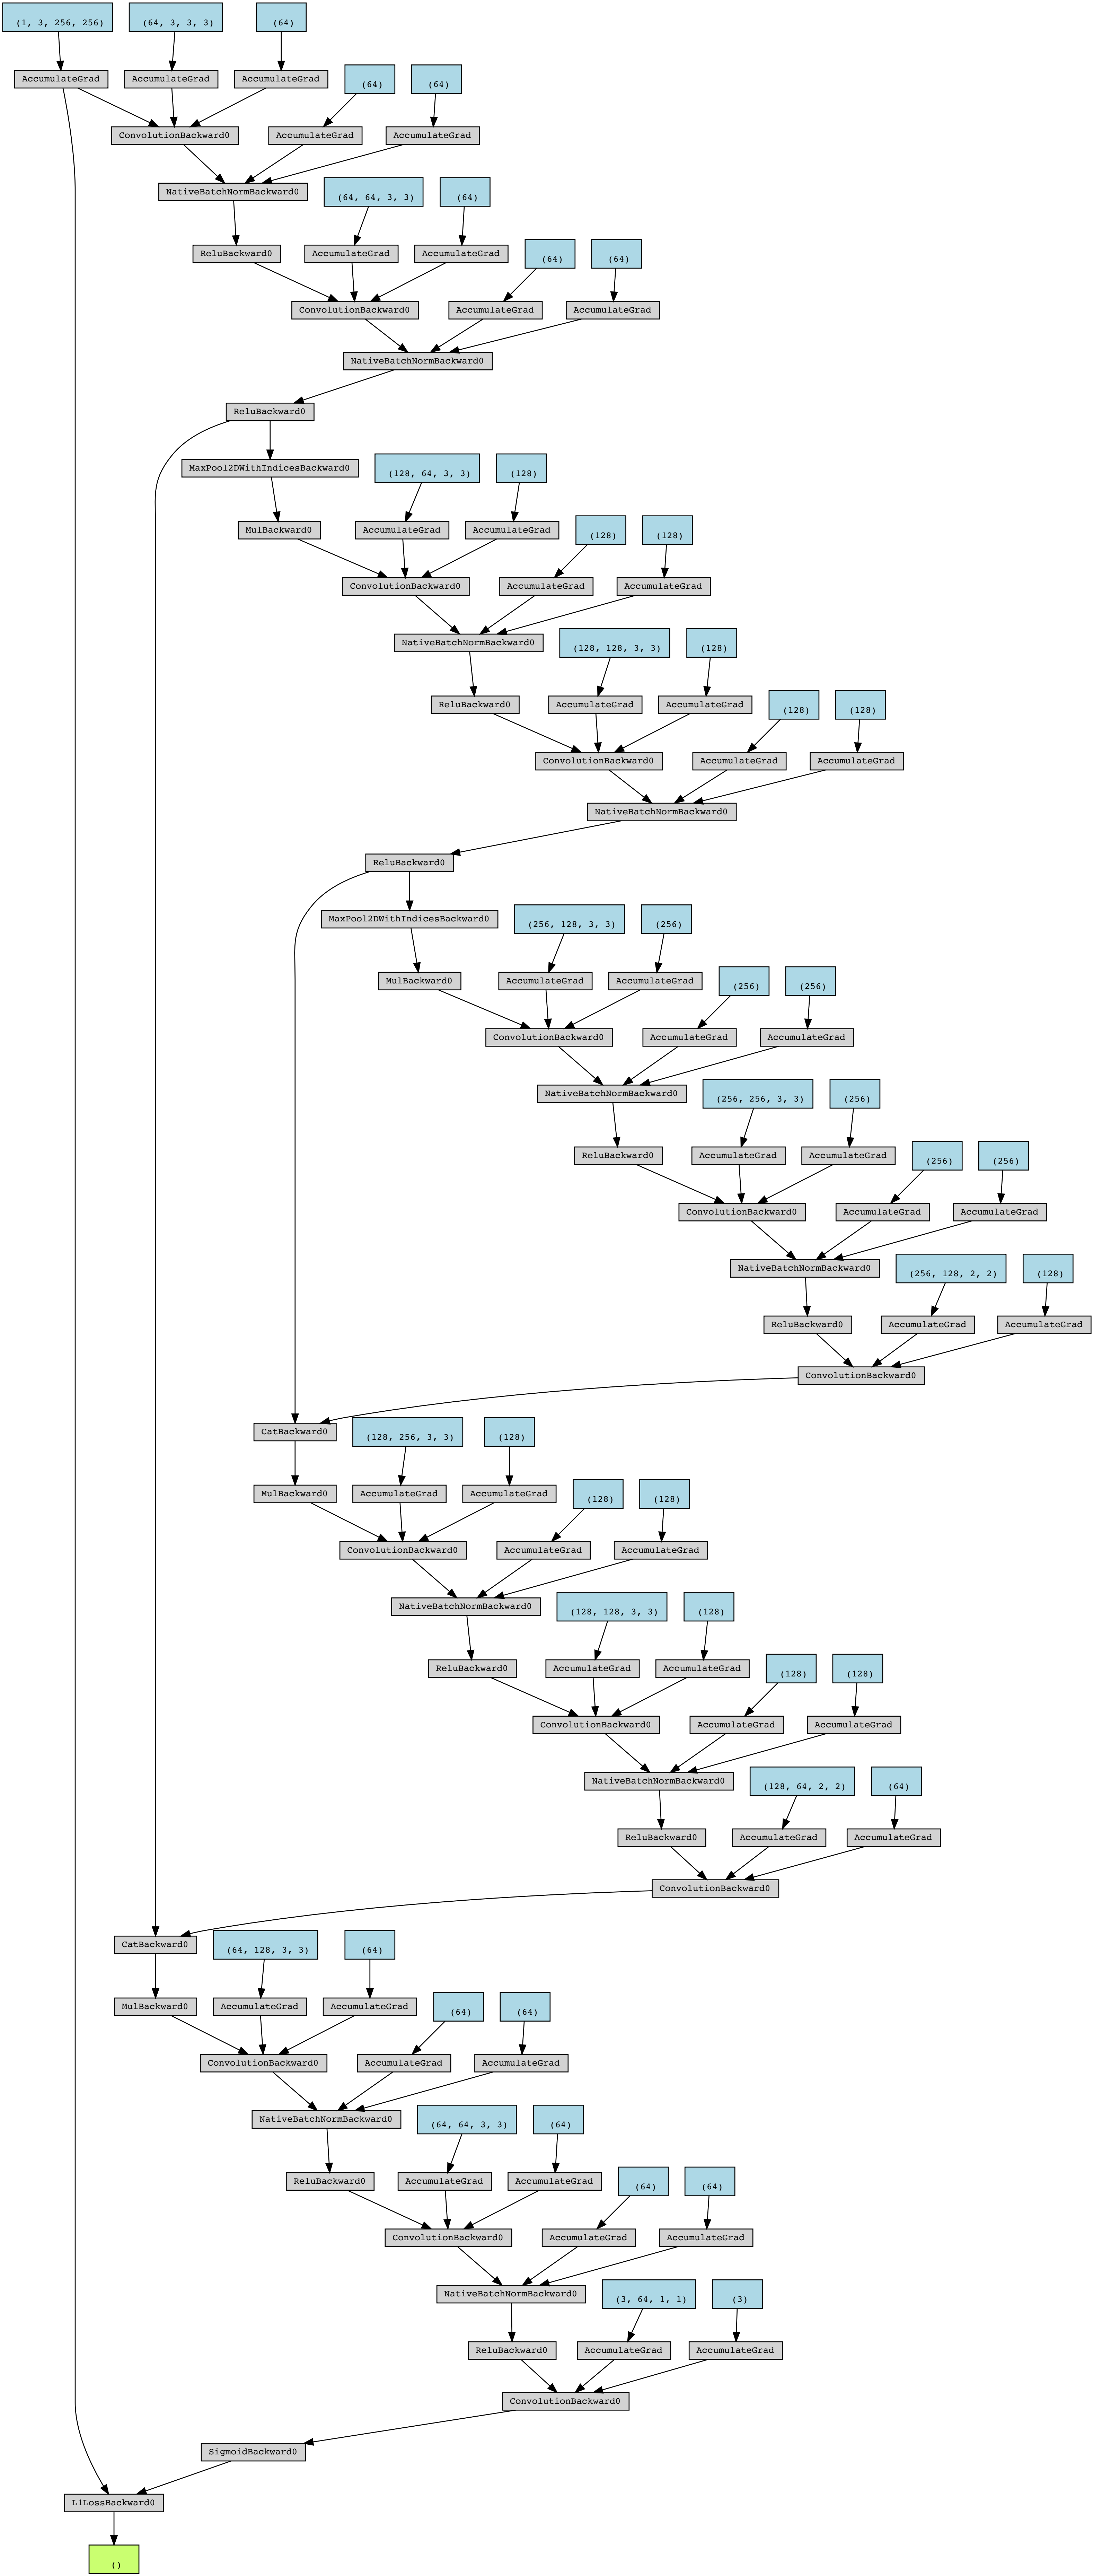 (1, 3, 256, 256) (64, 3, 3, 3) (64)
AccumulateGrad AccumulateGrad AccumulateGrad (64) (64)
ConvolutionBackward0 AccumulateGrad AccumulateGrad
NativeBatchNormBackward0 (64, 64, 3, 3) (64)
ReluBackward0 AccumulateGrad AccumulateGrad (64) (64)
ConvolutionBackward0 AccumulateGrad AccumulateGrad
NativeBatchNormBackward0
ReluBackward0
MaxPool2DWithIndicesBackward0 (128, 64, 3, 3) (128)
MulBackward0 AccumulateGrad AccumulateGrad (128) (128)
ConvolutionBackward0 AccumulateGrad AccumulateGrad
NativeBatchNormBackward0 (128, 128, 3, 3) (128)
ReluBackward0 AccumulateGrad AccumulateGrad (128) (128)
ConvolutionBackward0 AccumulateGrad AccumulateGrad
NativeBatchNormBackward0
ReluBackward0
MaxPool2DWithIndicesBackward0 (256, 128, 3, 3) (256)
MulBackward0 AccumulateGrad AccumulateGrad (256) (256)
ConvolutionBackward0 AccumulateGrad AccumulateGrad
NativeBatchNormBackward0 (256, 256, 3, 3) (256)
ReluBackward0 AccumulateGrad AccumulateGrad (256) (256)
ConvolutionBackward0 AccumulateGrad AccumulateGrad
NativeBatchNormBackward0 (256, 128, 2, 2) (128)
ReluBackward0 AccumulateGrad AccumulateGrad
ConvolutionBackward0
CatBackward0 (128, 256, 3, 3) (128)
MulBackward0 AccumulateGrad AccumulateGrad (128) (128)
ConvolutionBackward0 AccumulateGrad AccumulateGrad
NativeBatchNormBackward0 (128, 128, 3, 3) (128)
ReluBackward0 AccumulateGrad AccumulateGrad (128) (128)
ConvolutionBackward0 AccumulateGrad AccumulateGrad
NativeBatchNormBackward0 (128, 64, 2, 2) (64)
ReluBackward0 AccumulateGrad AccumulateGrad
ConvolutionBackward0
CatBackward0 (64, 128, 3, 3) (64)
MulBackward0 AccumulateGrad AccumulateGrad (64) (64)
ConvolutionBackward0 AccumulateGrad AccumulateGrad
NativeBatchNormBackward0 (64, 64, 3, 3) (64)
ReluBackward0 AccumulateGrad AccumulateGrad (64) (64)
ConvolutionBackward0 AccumulateGrad AccumulateGrad
NativeBatchNormBackward0 (3, 64, 1, 1) (3)
ReluBackward0 AccumulateGrad AccumulateGrad
ConvolutionBackward0
SigmoidBackward0
L1LossBackward0
()